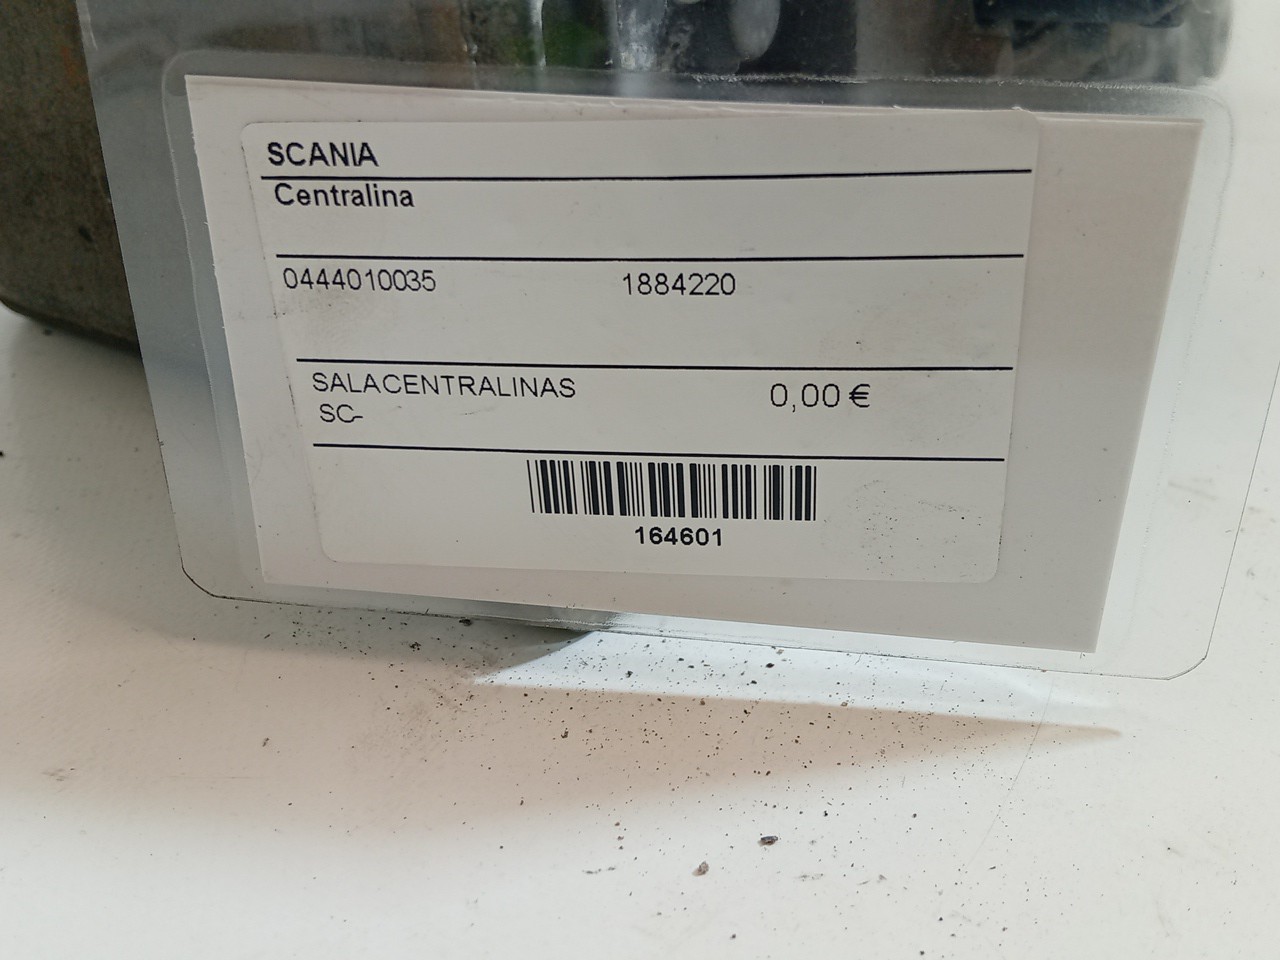 SCANIA
Centralina
0444010035 1884220
SALACENTRALINAS 0,00 €
SC-
164601